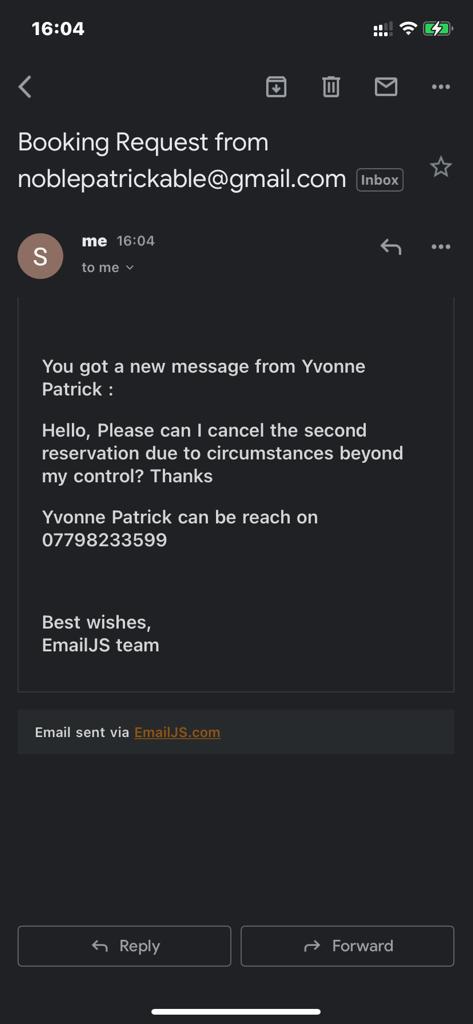 16:04
Booking Request from
noblepatrickable@gmail.com Inbox
S
me 16:04
to me
You got a new message from Yvonne
Patrick :
Hello, Please can I cancel the second
reservation due to circumstances beyond
my control? Thanks
Yvonne Patrick can be reach on
07798233599
Best wishes,
EmailJS team
Email sent via EmailJS.com
Reply
Forward